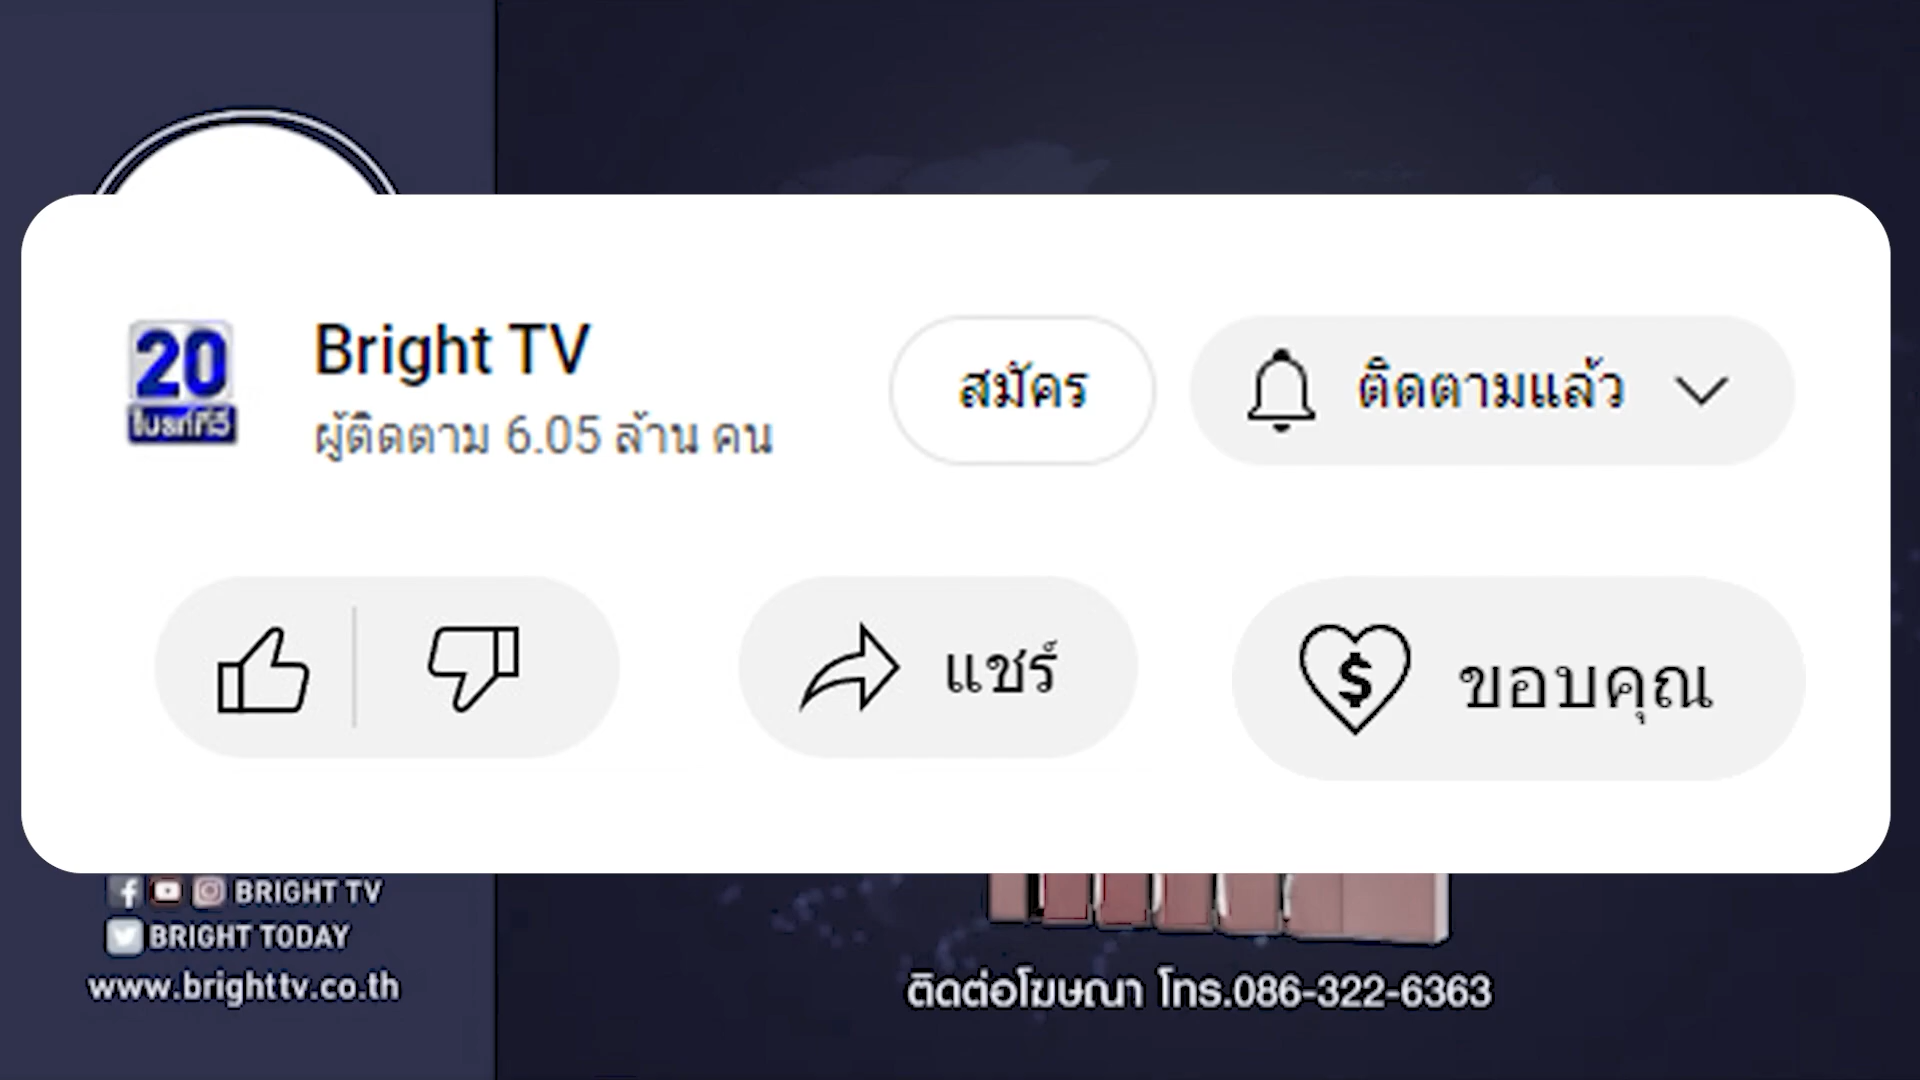 20
ไบรท์ทีวี
Bright TV
ผู้ติดตาม 6.05 ล้าน คน
สมัคร
ติดตามแล้ว
แชร์
ขอบคุณ
BRIGHT TV
BRIGHT TODAY
www.brighttv.co.th
ติดต่อโฆษณา โทร.086-322-6363